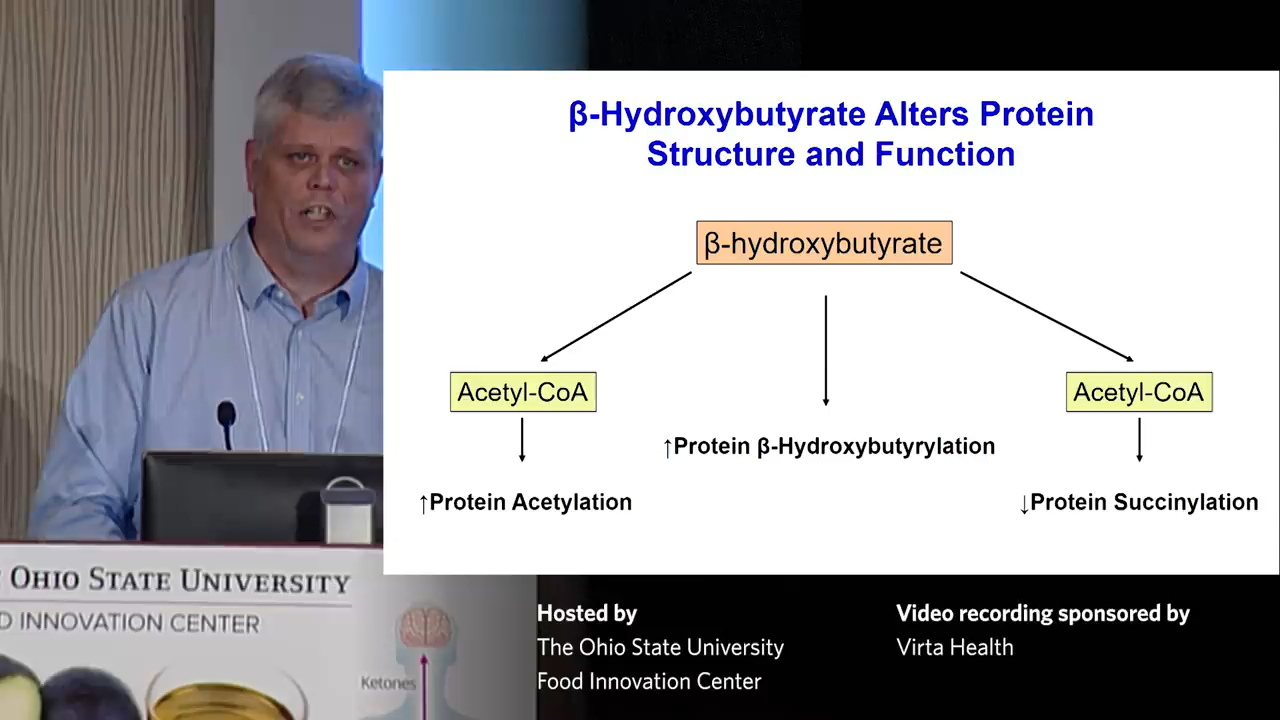 β-Hydroxybutyrate Alters Protein
Structure and Function
β-hydroxybutyrate
Acetyl-CoA
Acetyl-CoA
↑Protein β-Hydroxybutyrylation
↑Protein Acetylation
↓Protein Succinylation
OHIO STATE UNIVERSITY
INNOVATION CENTER
Ketones
Hosted by
The Ohio State University
Food Innovation Center
Video recording sponsored by
Virta Health